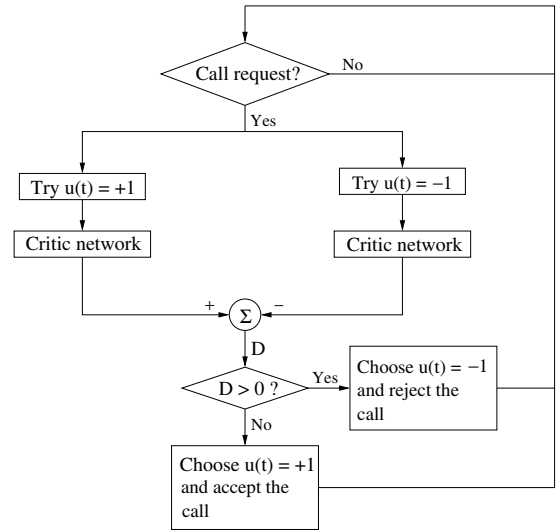 Call request?
No
Yes
Try u(t) = +1
Try u(t) = −1
Critic network
Critic network
+
−
Σ
D
D > 0 ?
Yes
No
Choose u(t) = −1
and reject the
call
Choose u(t) = +1
and accept the
call